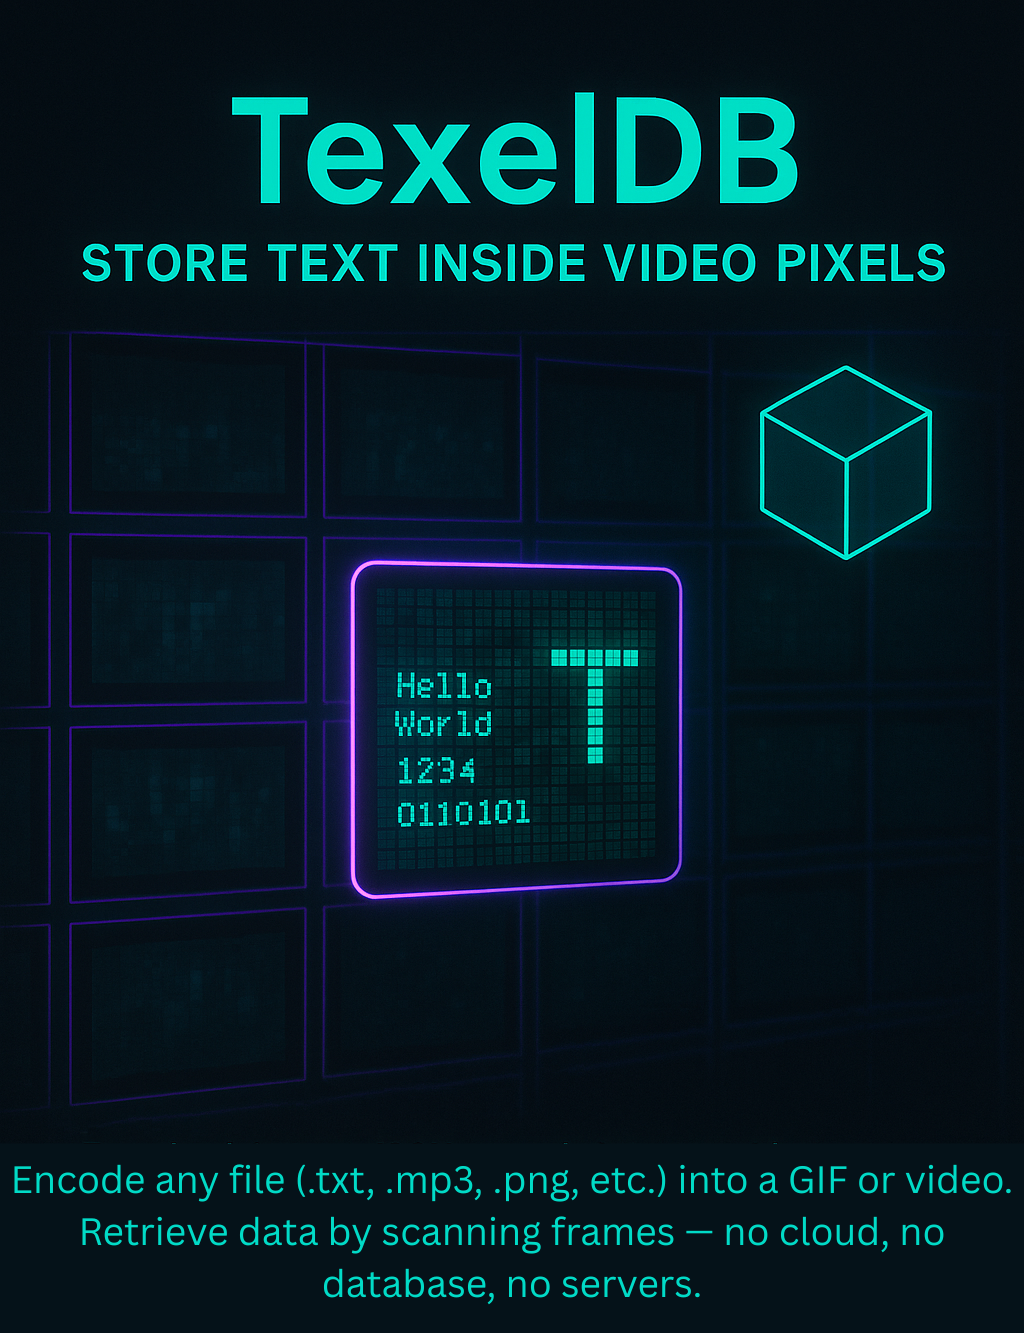 TexelDB
STORE TEXT INSIDE VIDEO PIXELS
T
Hello
World
1234
0110101
Encode any file (.txt, .mp3, .png, etc.) into a GIF or video.
Retrieve data by scanning frames — no cloud, no
database, no servers.